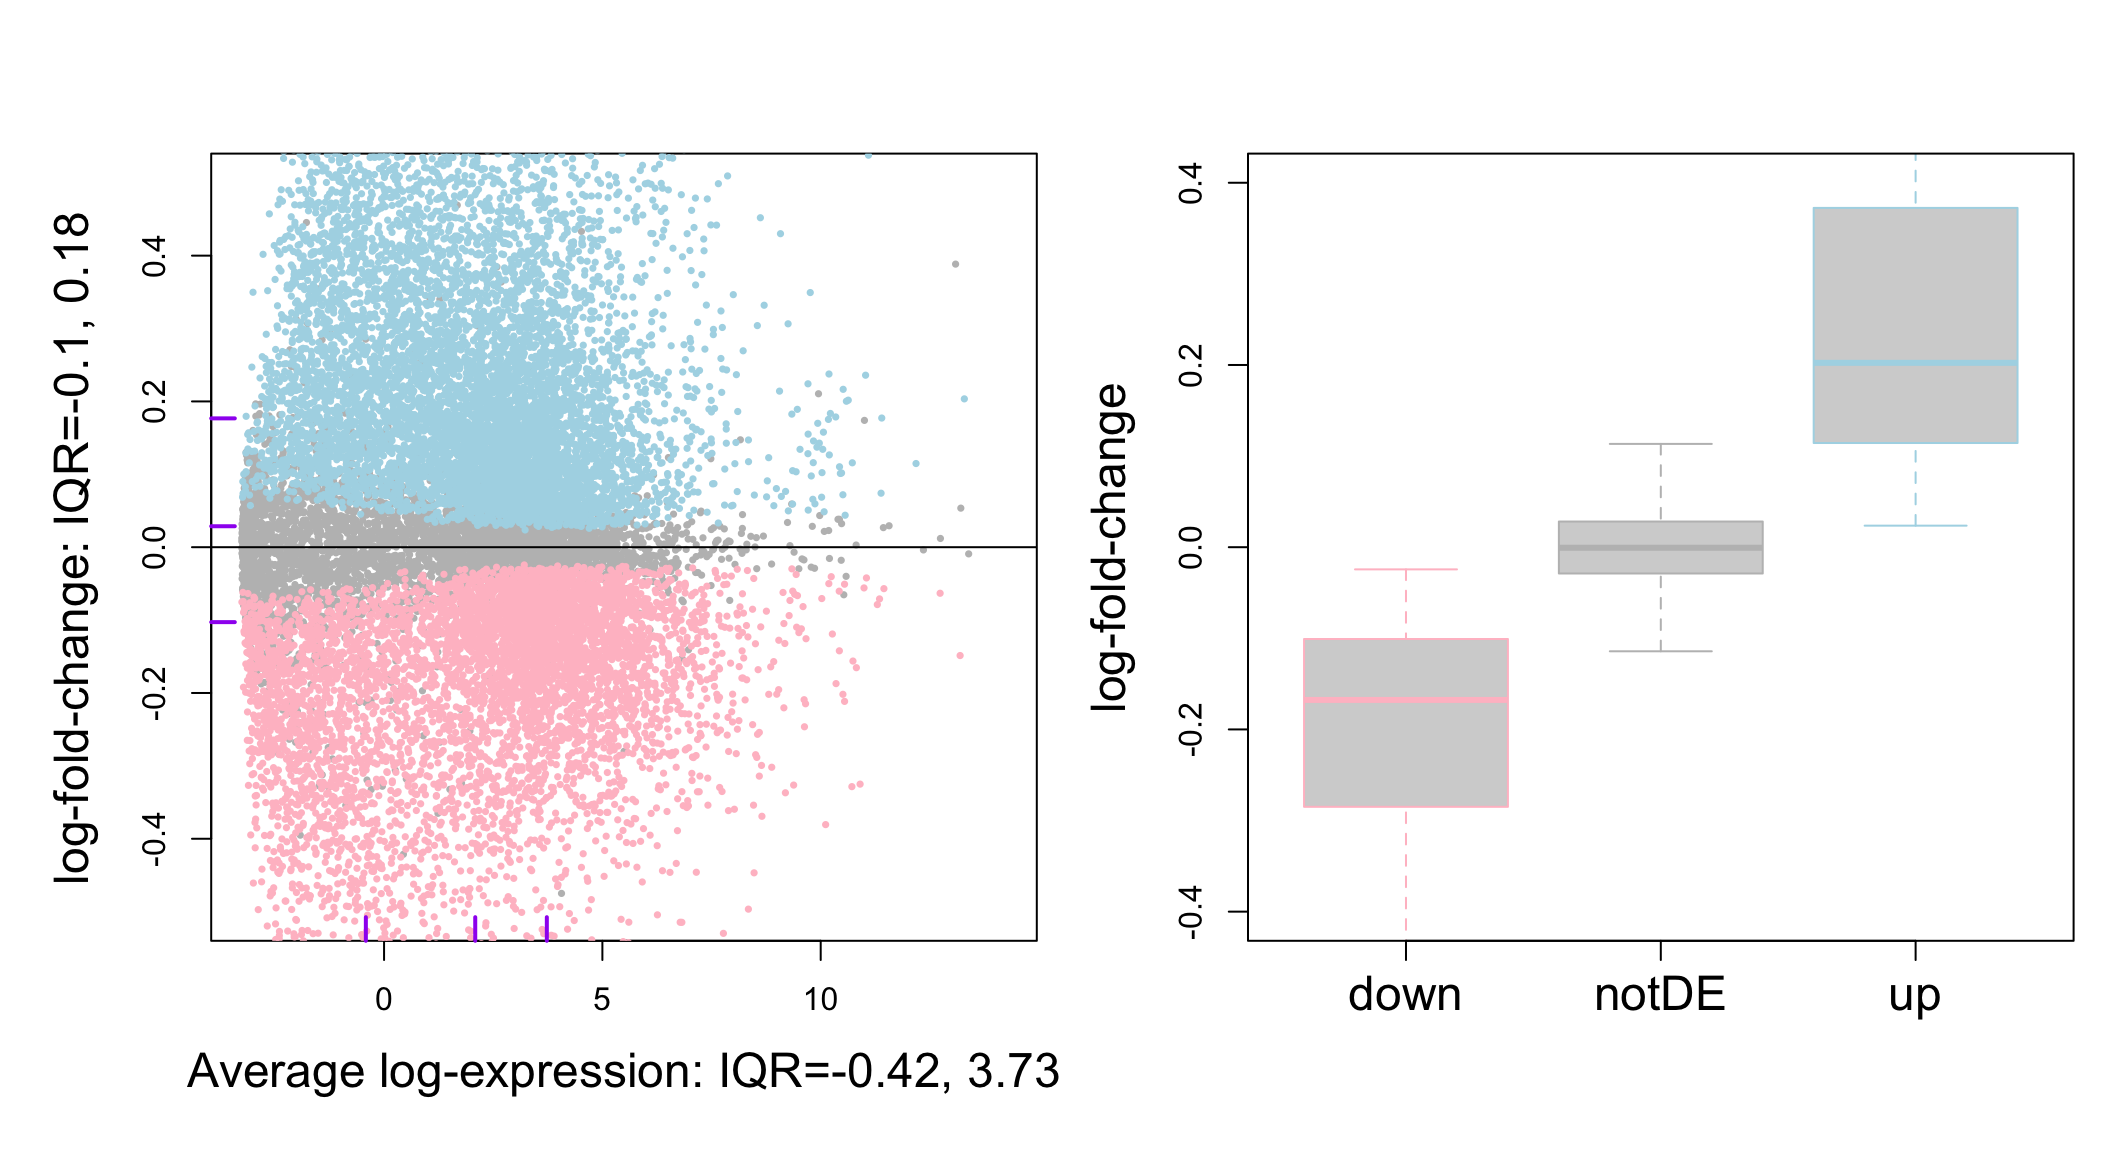 log-fold-change: IQR=-0.1, 0.18
0.4
0.2
0.0
-0.2
-0.4
0 5 10
Average log-expression: IQR=-0.42, 3.73
log-fold-change
0.4
0.2
0.0
-0.2
-0.4
down notDE up